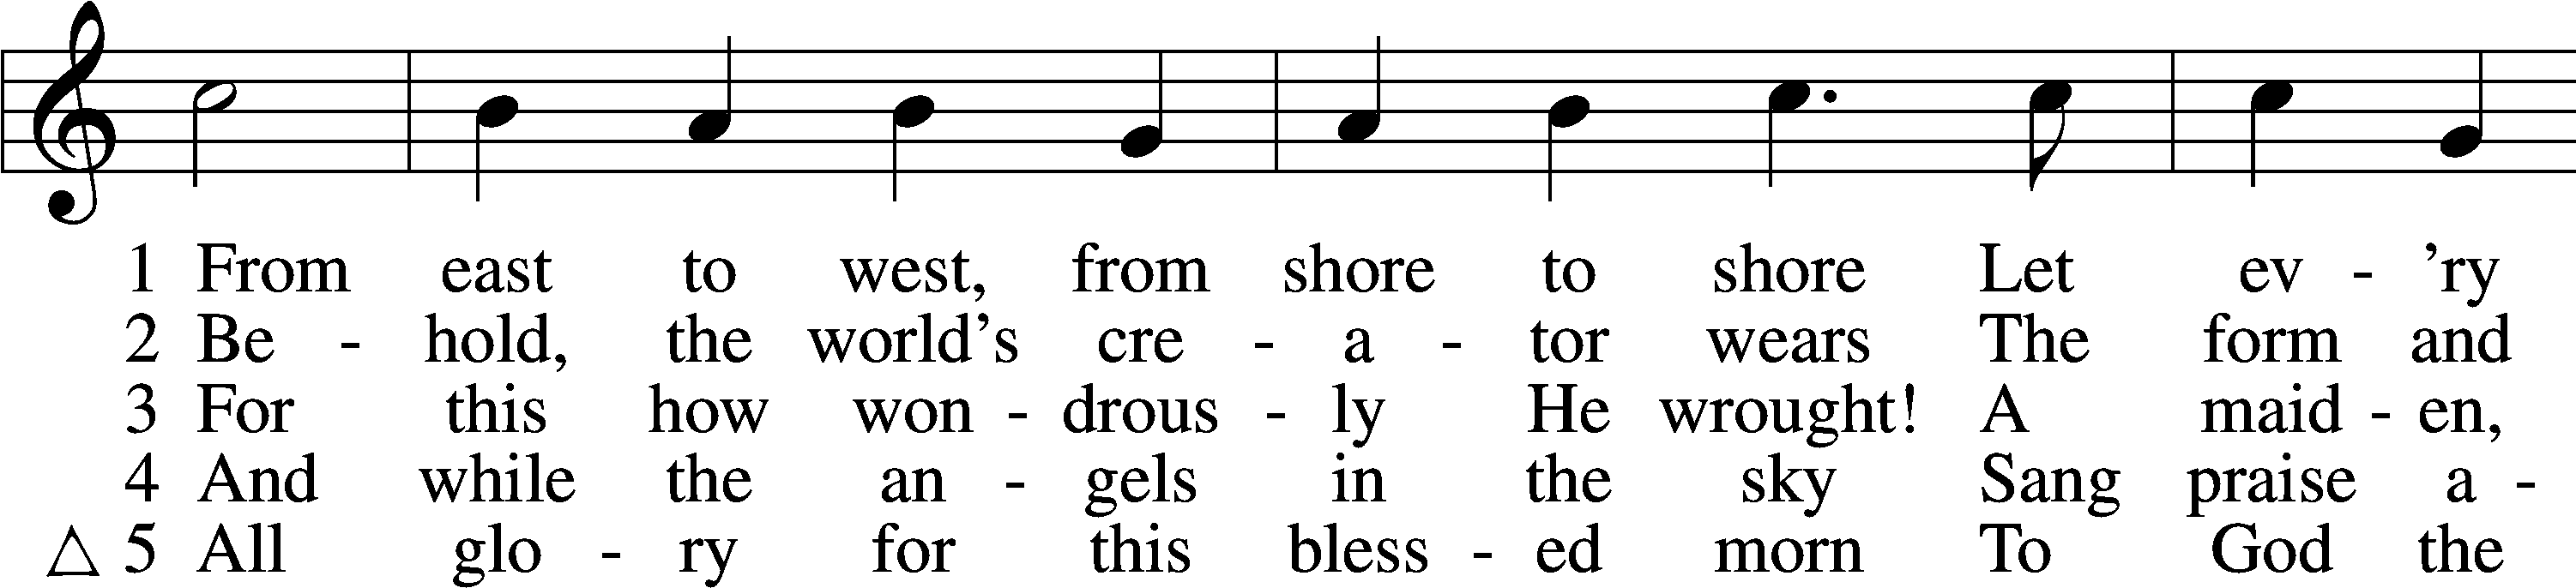 1 From east to west, from shore to shore Let ev - ’ry
2 Be - hold, the world’s cre - a - tor wears The form and
3 For this how won - drous - ly He wrought! A maid - en,
4 And while the an - gels in the sky Sang praise a -
△ 5 All glo - ry for this bless - ed morn To God the